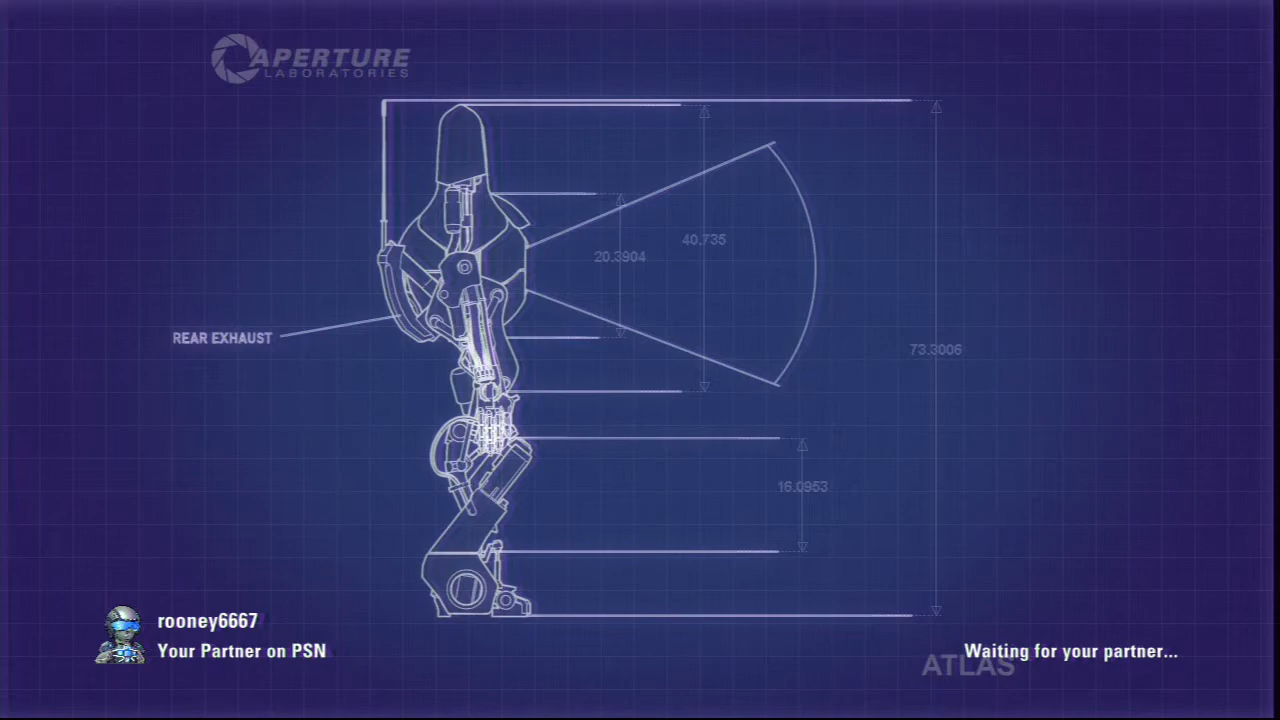 APERTURE
LABORATORIES
40.735
20.3904
REAR EXHAUST
73.3006
16.0953
rooney6667
Your Partner on PSN
Waiting for your partner...
ATLAS